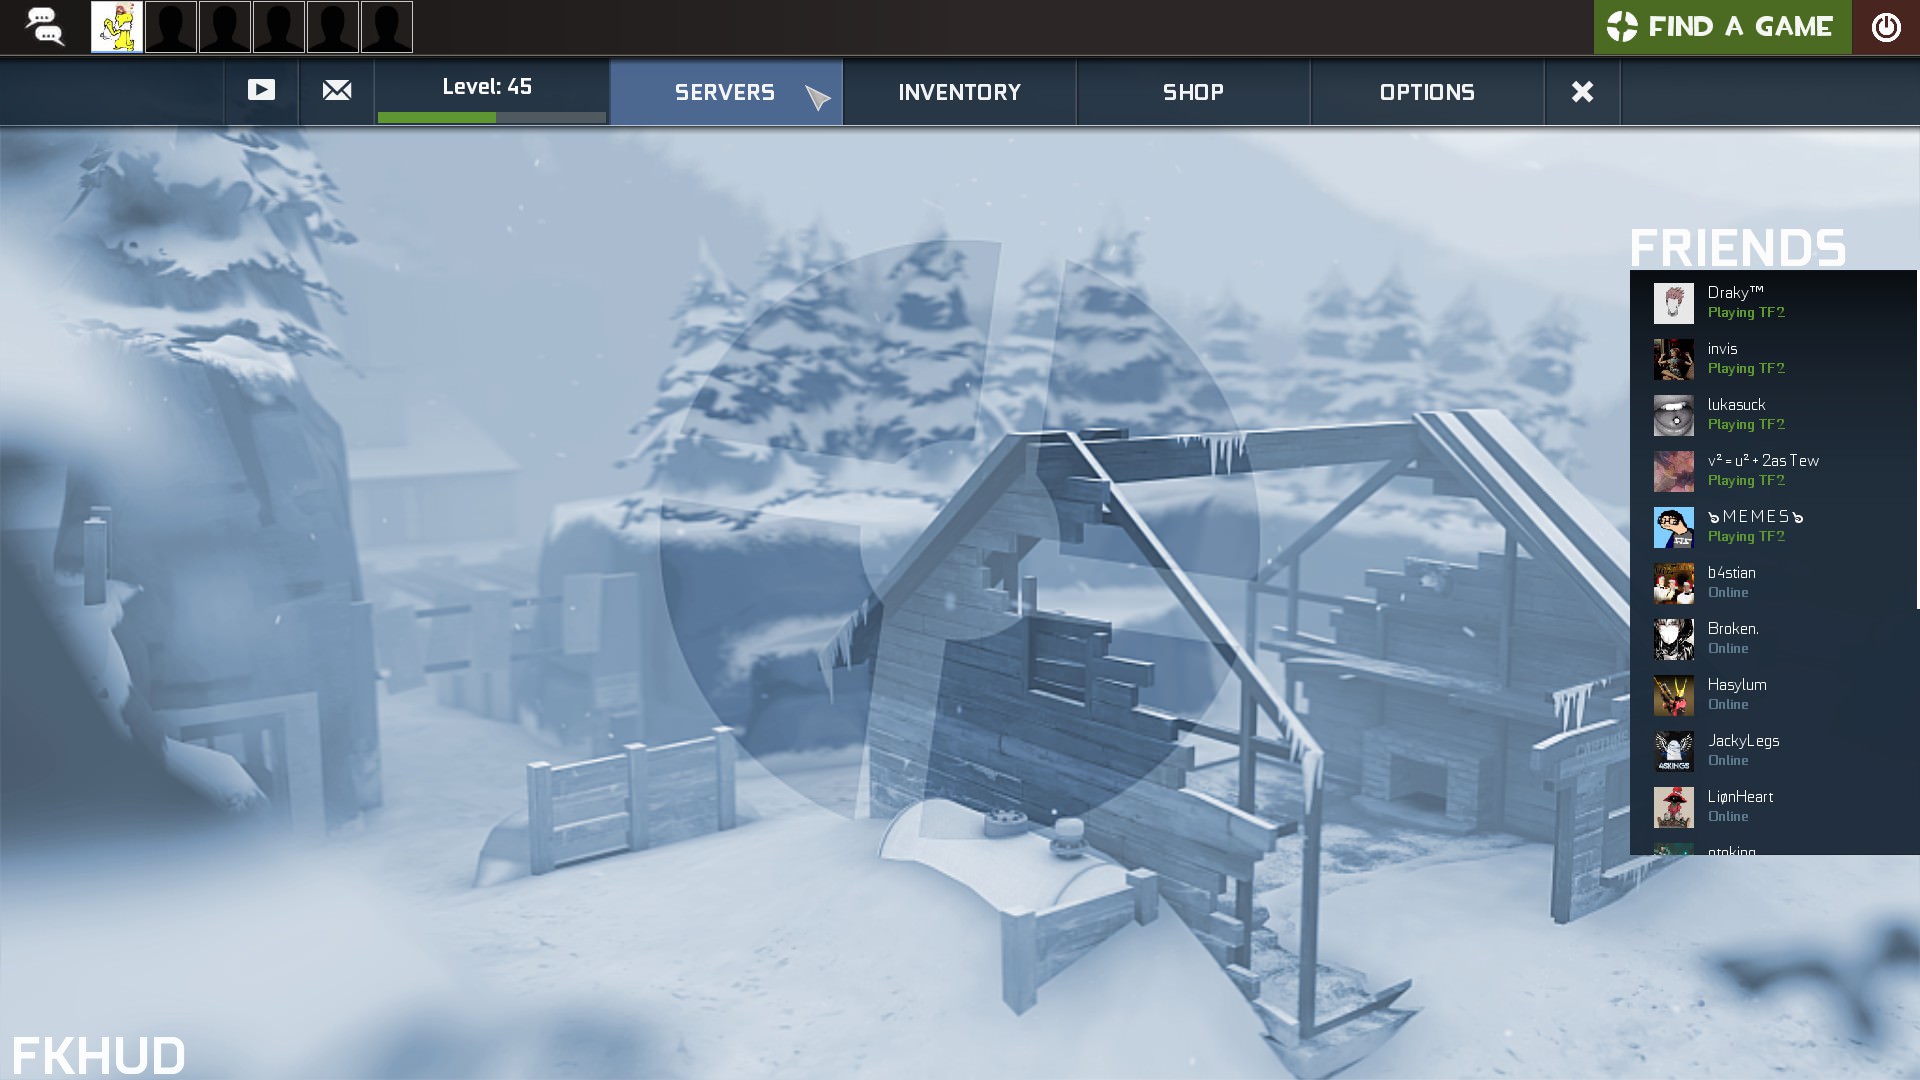 FIND A GAME
Level: 45
SERVERS
INVENTORY
SHOP
OPTIONS
FRIENDS
Draky™
Playing TF2
invis
Playing TF2
lukasuck
Playing TF2
v² = u² + 2as Tew
Playing TF2
ʖ M E M E S ʖ
Playing TF2
b4stian
Online
Broken.
Online
Hasylum
Online
JackyLegs
Online
LiønHeart
Online
FKHUD